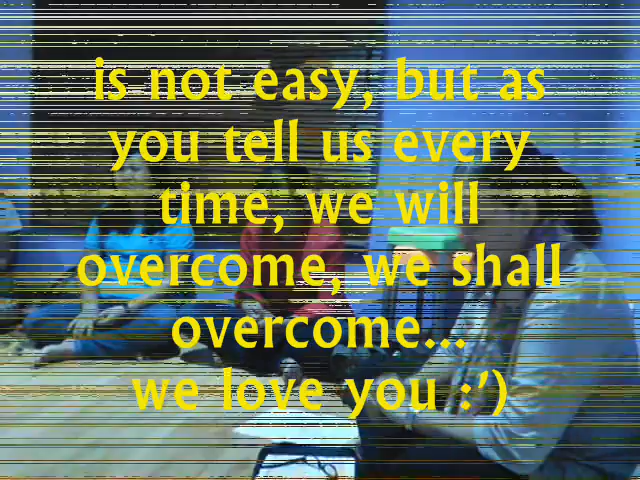 is not easy, but as
you tell us every
time, we will
overcome, we shall
overcome...
we love you :')